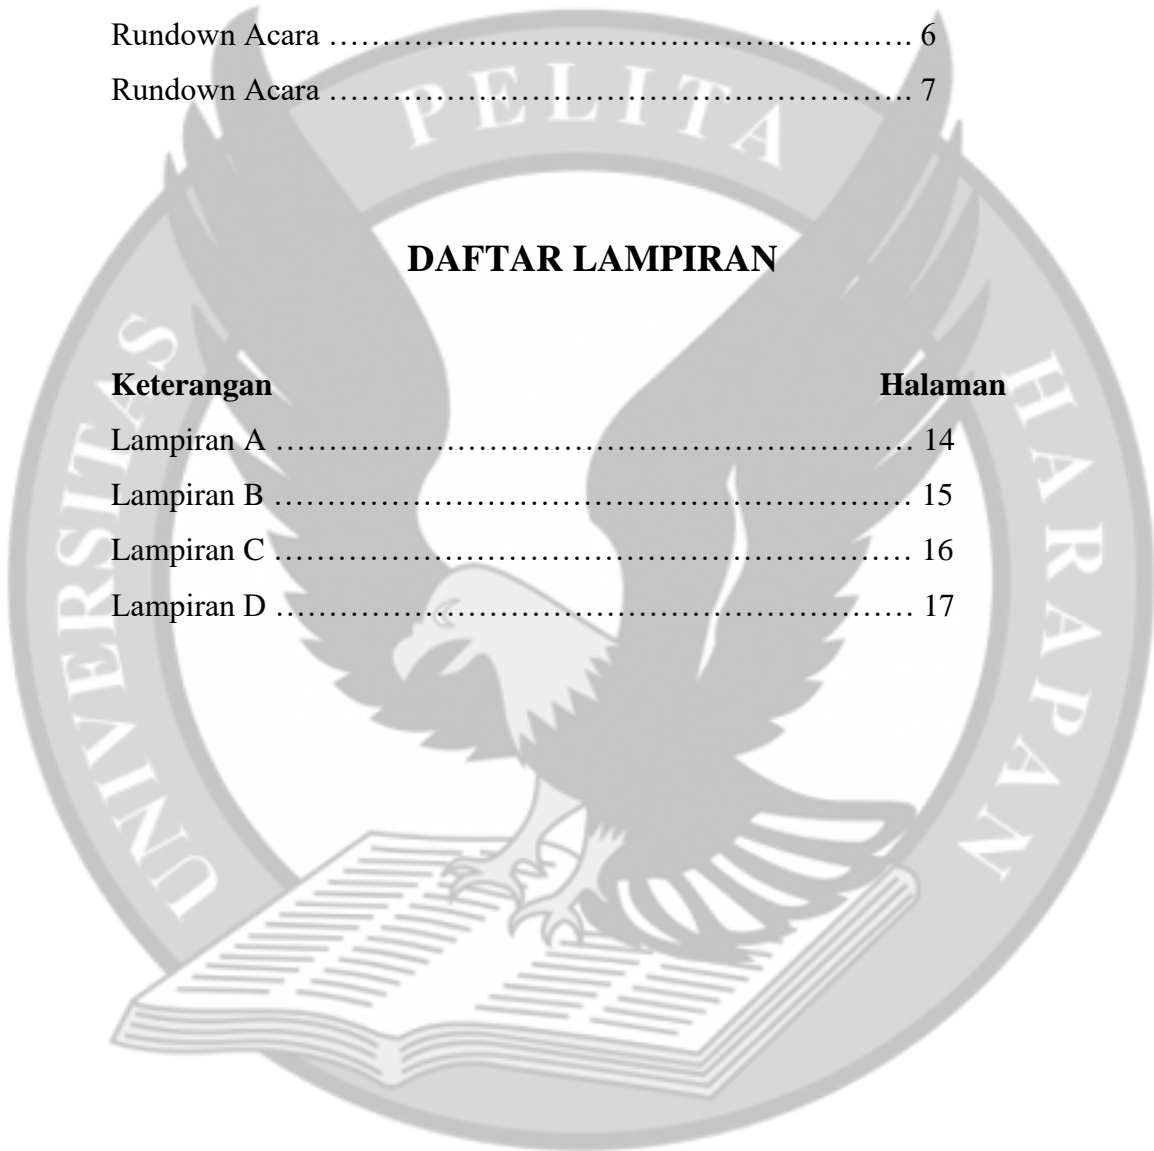 Rundown Acara ………………………………………………. 6
Rundown Acara ………………………………………………. 7
PELITA
DAFTAR LAMPIRAN
UNIVERSITAS
HARAPAN
Keterangan Halaman
Lampiran A …………………………………………………… 14
Lampiran B …………………………………………………… 15
Lampiran C …………………………………………………… 16
Lampiran D …………………………………………………… 17